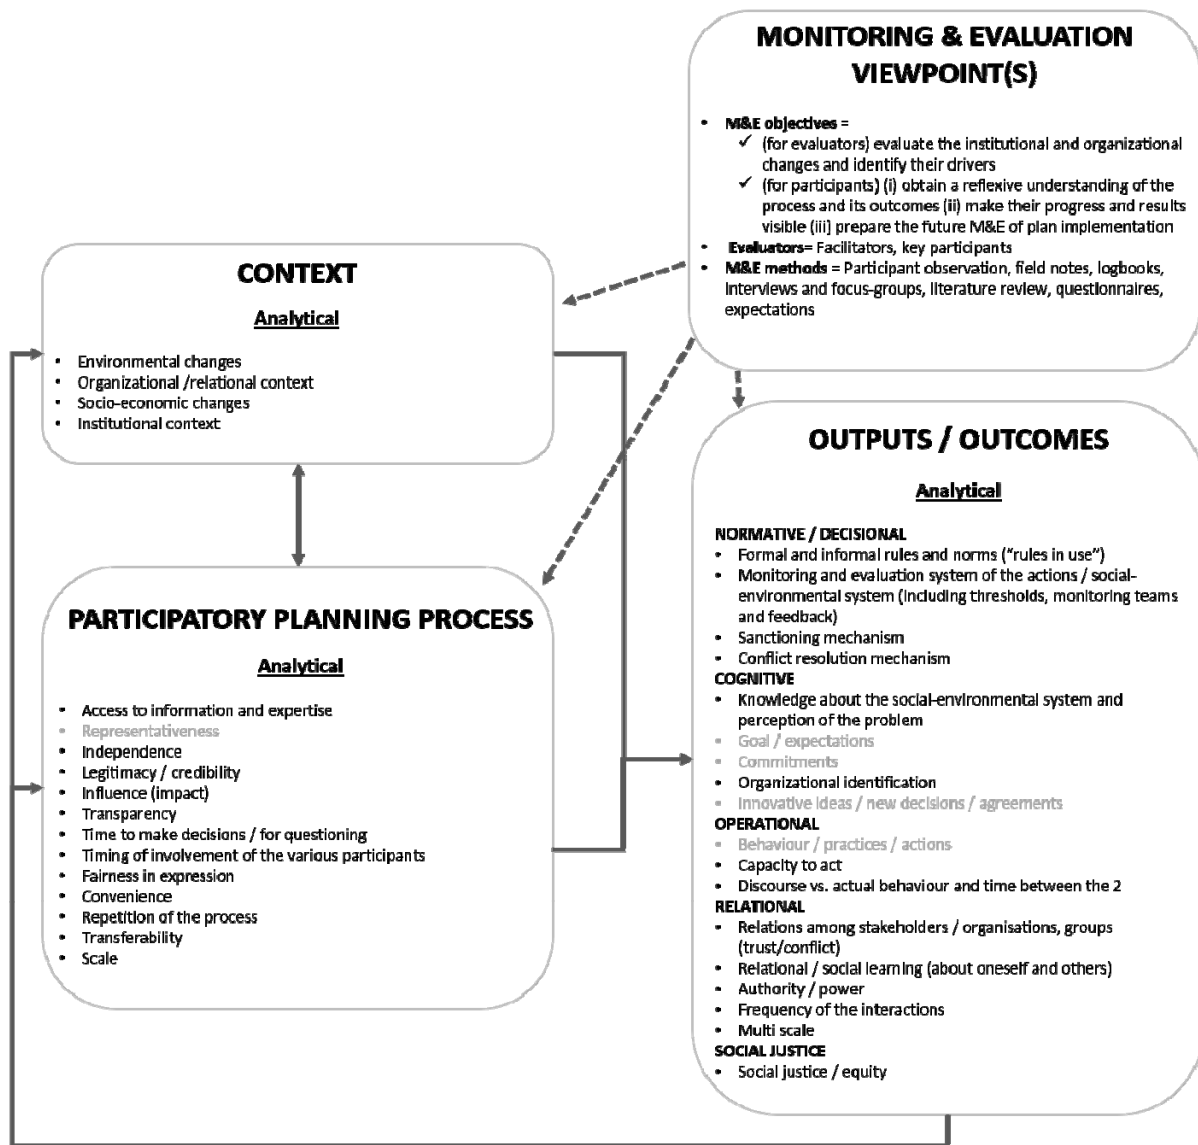 MONITORING & EVALUATION
VIEWPOINT(S)
• M&E objectives =
✓ (for evaluators) evaluate the institutional and organizational
changes and identify their drivers
✓ (for participants) (i) obtain a reflexive understanding of the
process and its outcomes (ii) make their progress and results
visible (iii) prepare the future M&E of plan implementation
• Evaluators= Facilitators, key participants
• M&E methods = Participant observation, field notes, logbooks,
interviews and focus-groups, literature review, questionnaires,
expectations
CONTEXT
Analytical
• Environmental changes
• Organizational /relational context
• Socio-economic changes
• Institutional context
PARTICIPATORY PLANNING PROCESS
Analytical
• Access to information and expertise
• Representativeness
• Independence
• Legitimacy / credibility
• Influence (impact)
• Transparency
• Time to make decisions / for questioning
• Timing of involvement of the various participants
• Fairness in expression
• Convenience
• Repetition of the process
• Transferability
• Scale
OUTPUTS / OUTCOMES
Analytical
NORMATIVE / DECISIONAL
• Formal and informal rules and norms (“rules in use”)
• Monitoring and evaluation system of the actions / social-
environmental system (including thresholds, monitoring teams
and feedback)
• Sanctioning mechanism
• Conflict resolution mechanism
COGNITIVE
• Knowledge about the social-environmental system and
perception of the problem
• Goal / expectations
• Commitments
• Organizational identification
• Innovative ideas / new decisions / agreements
OPERATIONAL
• Behaviour / practices / actions
• Capacity to act
• Discourse vs. actual behaviour and time between the 2
RELATIONAL
• Relations among stakeholders / organisations, groups
(trust/conflict)
• Relational / social learning (about oneself and others)
• Authority / power
• Frequency of the interactions
• Multi scale
SOCIAL JUSTICE
• Social justice / equity